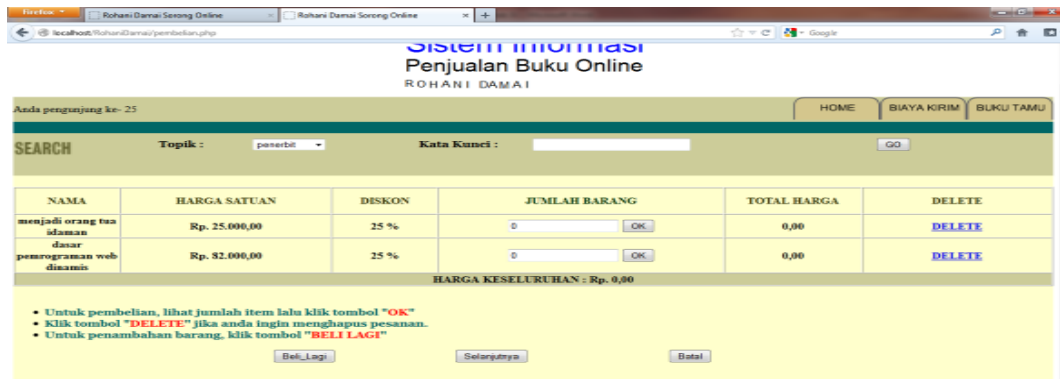 Firefox
Rohani Damai Sorong Online × Rohani Damai Sorong Online × +
localhost/RohaniDamai/pembelian.php Google
Sistem Informasi
Penjualan Buku Online
ROHANI DAMAI
Anda pengunjung ke- 25 HOME BIAYA KIRIM BUKU TAMU
SEARCH Topik : penerbit Kata Kunci : GO
NAMA HARGA SATUAN DISKON JUMLAH BARANG TOTAL HARGA DELETE
menjadi orang tua
idaman Rp. 25.000,00 25 % 0 OK 0,00 DELETE
dasar
pemrograman web
dinamis Rp. 82.000,00 25 % 0 OK 0,00 DELETE
HARGA KESELURUHAN : Rp. 0,00
• Untuk pembelian, lihat jumlah item lalu klik tombol "OK"
• Klik tombol "DELETE" jika anda ingin menghapus pesanan.
• Untuk penambahan barang, klik tombol "BELI LAGI"
Beli_Lagi Selanjutnya Batal